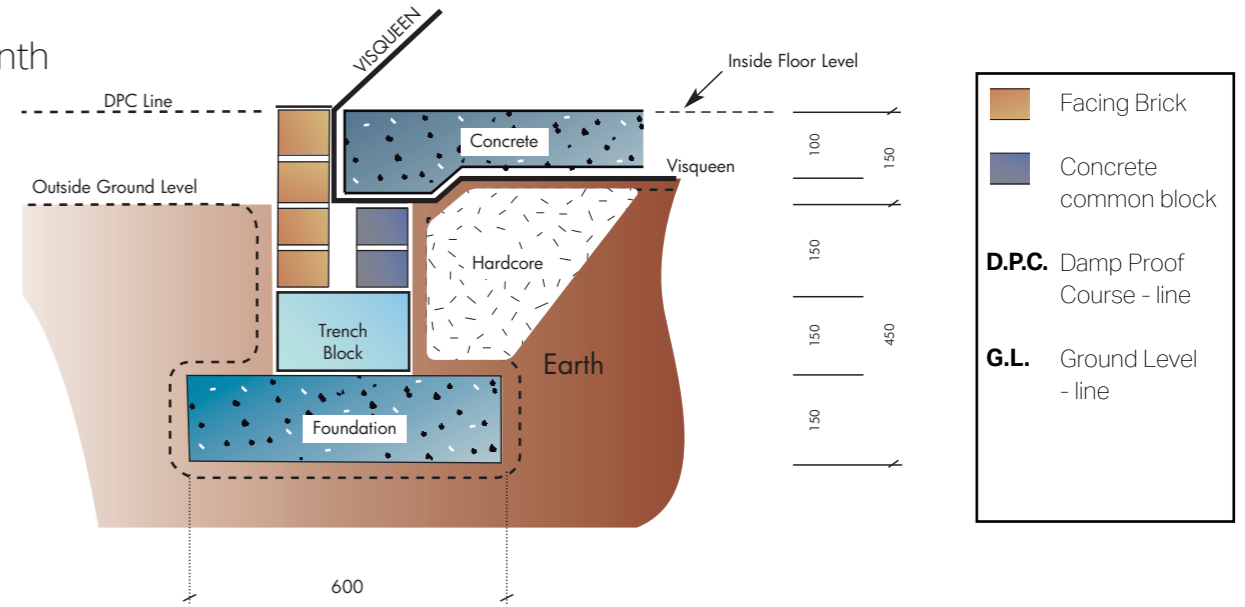 VISQUEEN
DPC Line
Inside Floor Level
Concrete
Visqueen
Outside Ground Level
Hardcore
Trench
Block
Earth
Foundation
600
100
150
150
150
450
150
Facing Brick
Concrete
common block
D.P.C. Damp Proof
Course - line
G.L. Ground Level
- line